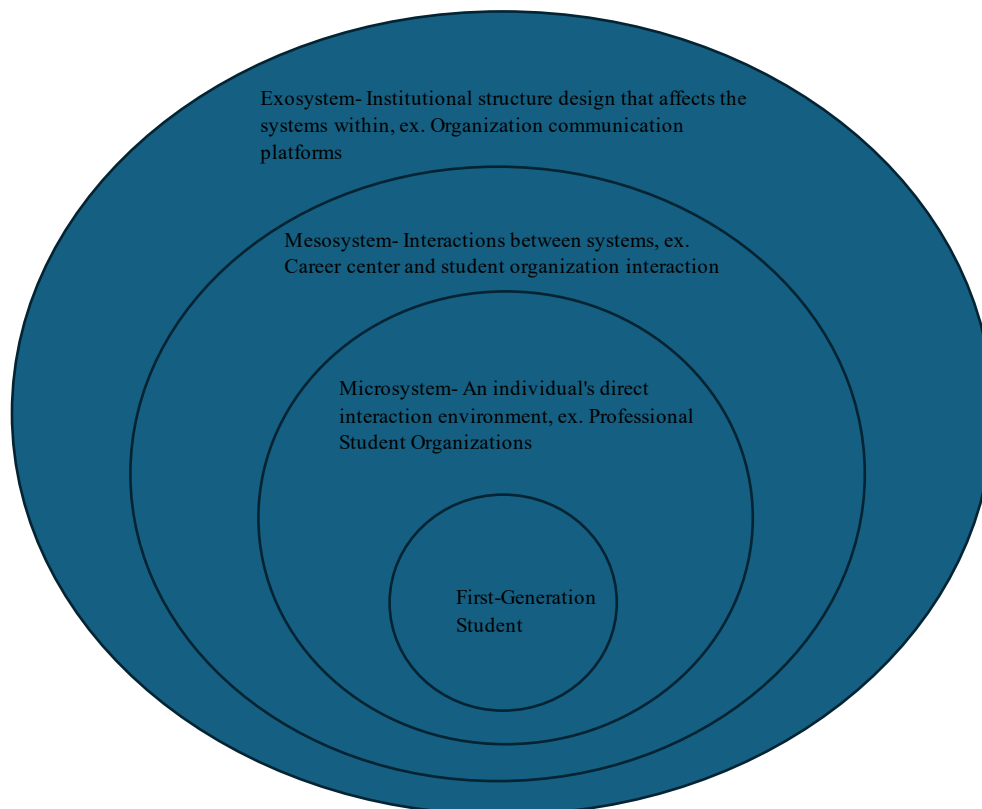 Exosystem- Institutional structure design that affects the
systems within, ex. Organization communication
platforms
Mesosystem- Interactions between systems, ex.
Career center and student organization interaction
Microsystem- An individual's direct
interaction environment, ex. Professional
Student Organizations
First-Generation
Student